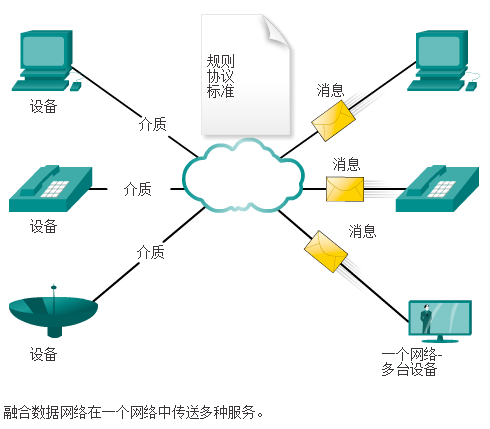 规则
协议
标准
消息
设备
介质
消息
介质
设备
消息
介质
设备
一个网络-
多台设备
融合数据网络在一个网络中传送多种服务。